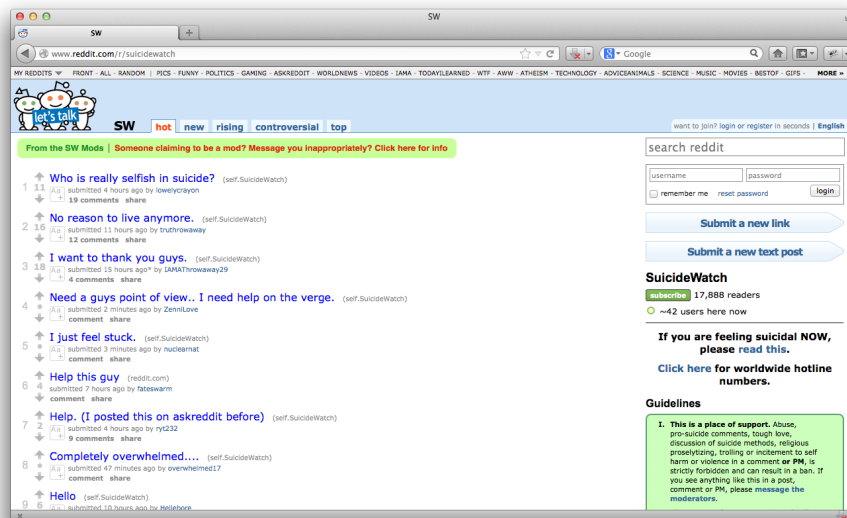 SW
SW
www.reddit.com/r/suicidewatch
Google
MY REDDITS FRONT - ALL - RANDOM | PICS - FUNNY - POLITICS - GAMING - ASKREDDIT - WORLDNEWS - VIDEOS - IAMA - TODAYILEARNED - WTF - AWW - ATHEISM - TECHNOLOGY - ADVICEANIMALS - SCIENCE - MUSIC - MOVIES - BESTOF - GIFS - MORE »
let's talk
SW hot new rising controversial top
want to join? login or register in seconds | English
From the SW Mods | Someone claiming to be a mod? Message you inappropriately? Click here for info
1 11 Who is really selfish in suicide? (self.SuicideWatch)
Aa + submitted 4 hours ago by lowelycrayon
19 comments share
2 16 No reason to live anymore. (self.SuicideWatch)
Aa + submitted 11 hours ago by truthrowaway
12 comments share
3 18 I want to thank you guys. (self.SuicideWatch)
Aa + submitted 15 hours ago* by IAMAThrowaway29
4 comments share
4 • Need a guys point of view.. I need help on the verge. (self.SuicideWatch)
Aa + submitted 2 minutes ago by ZenniLove
comment share
5 • I just feel stuck. (self.SuicideWatch)
Aa + submitted 3 minutes ago by nuclearnat
comment share
6 4 Help this guy (reddit.com)
submitted 7 hours ago by fateswarm
comment share
7 2 Help. (I posted this on askreddit before) (self.SuicideWatch)
Aa + submitted 4 hours ago by ryt232
9 comments share
8 • Completely overwhelmed.... (self.SuicideWatch)
Aa + submitted 47 minutes ago by overwhelmed17
comment share
9 6 Hello (self.SuicideWatch)
Aa submitted 10 hours ago by Hellebore
search reddit
username password
remember me reset password login
Submit a new link
Submit a new text post
SuicideWatch
subscribe 17,888 readers
~42 users here now
If you are feeling suicidal NOW,
please read this.
Click here for worldwide hotline
numbers.
Guidelines
I. This is a place of support. Abuse,
pro-suicide comments, tough love,
discussion of suicide methods, religious
proselytizing, trolling or incitement to self
harm or violence in a comment or PM, is
strictly forbidden and can result in a ban. If
you see anything like this in a post,
comment or PM, please message the
moderators.